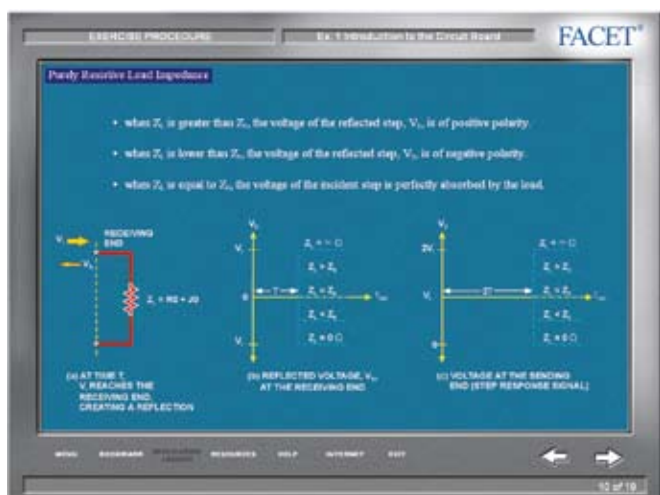 EXERCISE PROCEDURE
Ex. 1 Introduction to the Circuit Board
FACET®
Purely Resistive Load Impedance
• when ZL is greater than Z0, the voltage of the reflected step, VR, is of positive polarity.
• when ZL is lower than Z0, the voltage of the reflected step, VR, is of negative polarity.
• when ZL is equal to Z0, the voltage of the incident step is perfectly absorbed by the load.
RECEIVING
END
(a) AT TIME T,
VI REACHES THE
RECEIVING END,
CREATING A REFLECTION
0
T
(b) REFLECTED VOLTAGE, VR,
AT THE RECEIVING END
2T
0
(c) VOLTAGE AT THE SENDING
END (STEP RESPONSE SIGNAL)
MENU
BOOKMARK
RESOURCES
HELP
INTERNET
EXIT
10 of 19